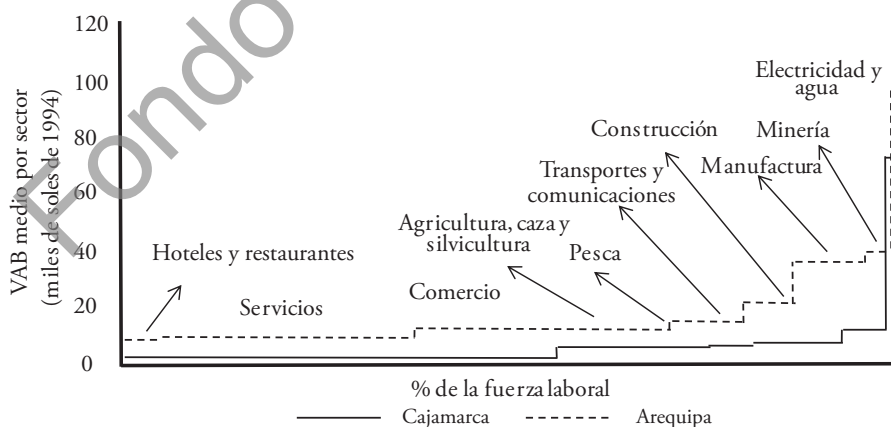 Fondo
120
100
80
60
40
20
0
VAB medio por sector
(miles de soles de 1994)
Hoteles y restaurantes
Servicios
Agricultura, caza y
silvicultura
Comercio
Pesca
Transportes y
comunicaciones
Construcción
Manufactura
Minería
Electricidad y
agua
% de la fuerza laboral
Cajamarca
Arequipa